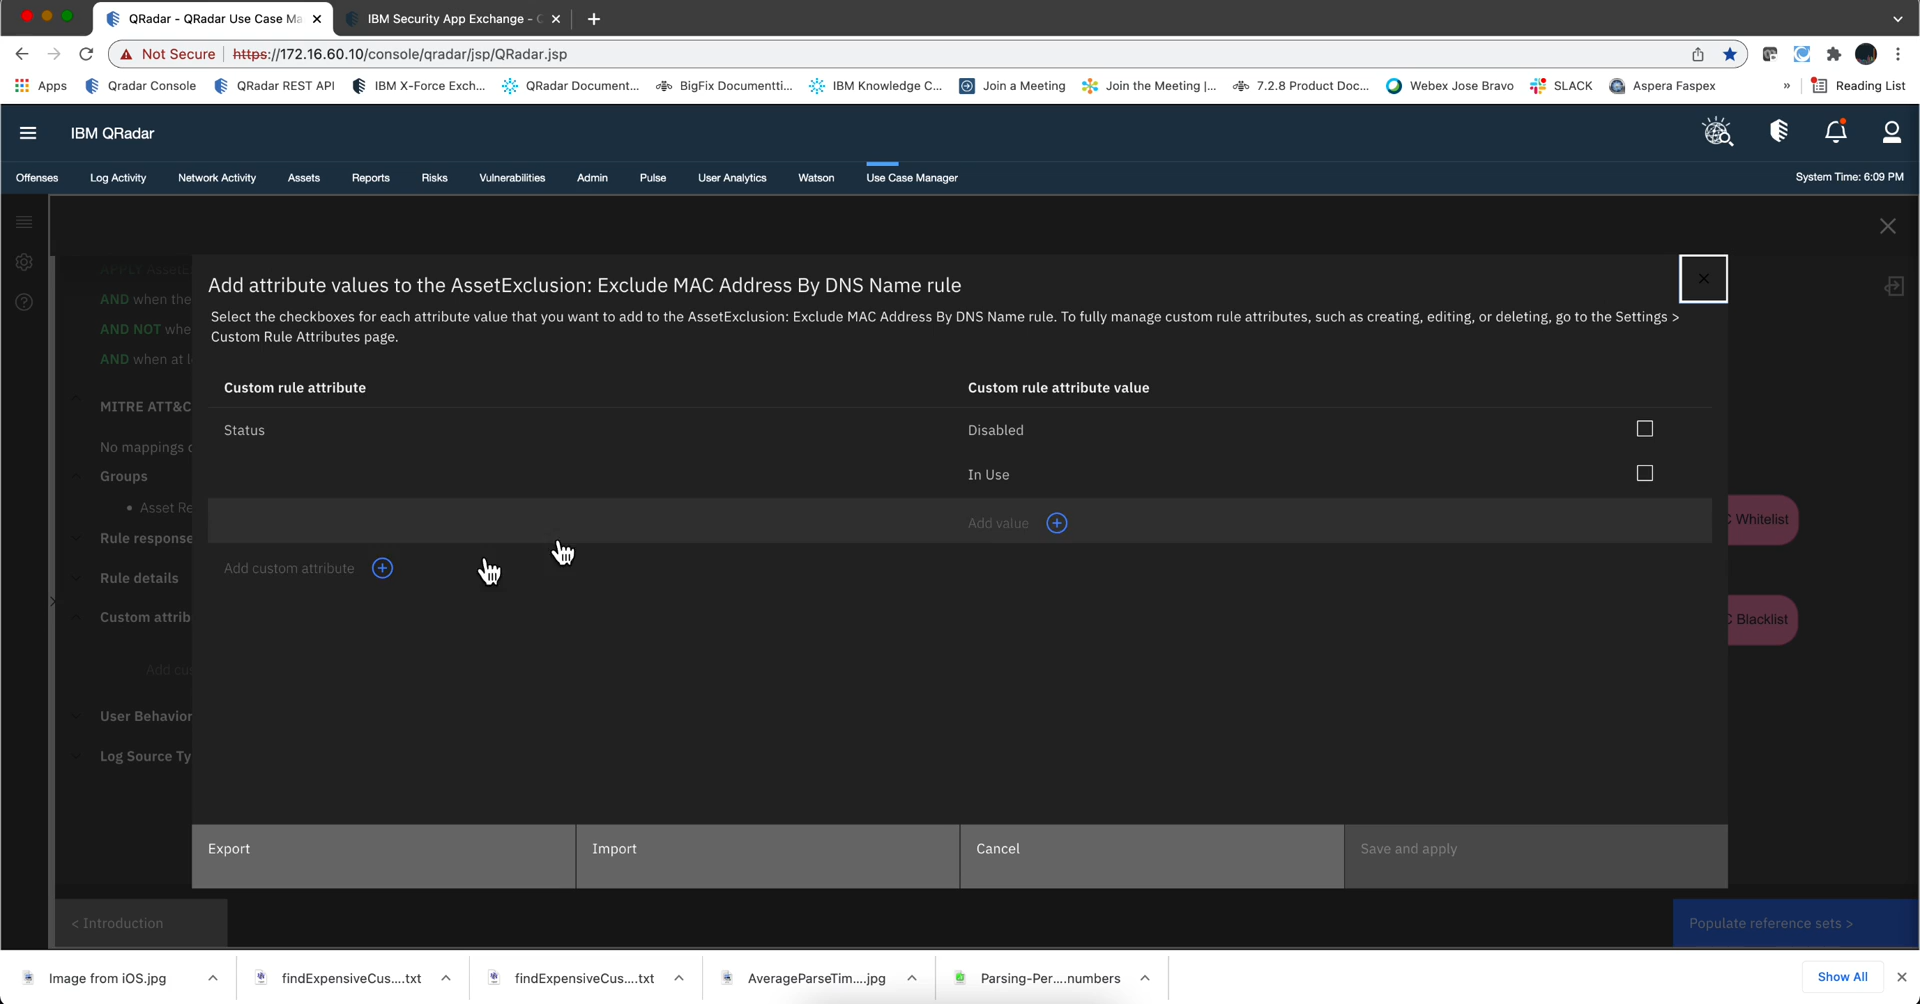 QRadar - QRadar Use Case Ma
IBM Security App Exchange - 
Not Secure
https://172.16.60.10/console/qradar/jsp/QRadar.jsp
Apps
Qradar Console
QRadar REST API
IBM X-Force Exch...
QRadar Document...
BigFix Documentti...
IBM Knowledge C...
Join a Meeting
Join the Meeting |...
7.2.8 Product Doc...
Webex Jose Bravo
SLACK
Aspera Faspex
»
Reading List
IBM QRadar
Offenses
Log Activity
Network Activity
Assets
Reports
Risks
Vulnerabilities
Admin
Pulse
User Analytics
Watson
Use Case Manager
System Time: 6:09 PM
AND when the
AND NOT whe
AND when at l
MITRE ATT&C
No mappings
Groups
• Asset Re
Rule response
Rule details
Custom attrib
Add cus
User Behavior
Log Source Ty
Add attribute values to the AssetExclusion: Exclude MAC Address By DNS Name rule
Select the checkboxes for each attribute value that you want to add to the AssetExclusion: Exclude MAC Address By DNS Name rule. To fully manage custom rule attributes, such as creating, editing, or deleting, go to the Settings >
Custom Rule Attributes page.
Custom rule attribute
Custom rule attribute value
Status
Disabled
In Use
Add value
Add custom attribute
Whitelist
Blacklist
Export
Import
Cancel
Save and apply
< Introduction
Populate reference sets >
Image from iOS.jpg
findExpensiveCus....txt
findExpensiveCus....txt
AverageParseTim....jpg
Parsing-Per....numbers
Show All